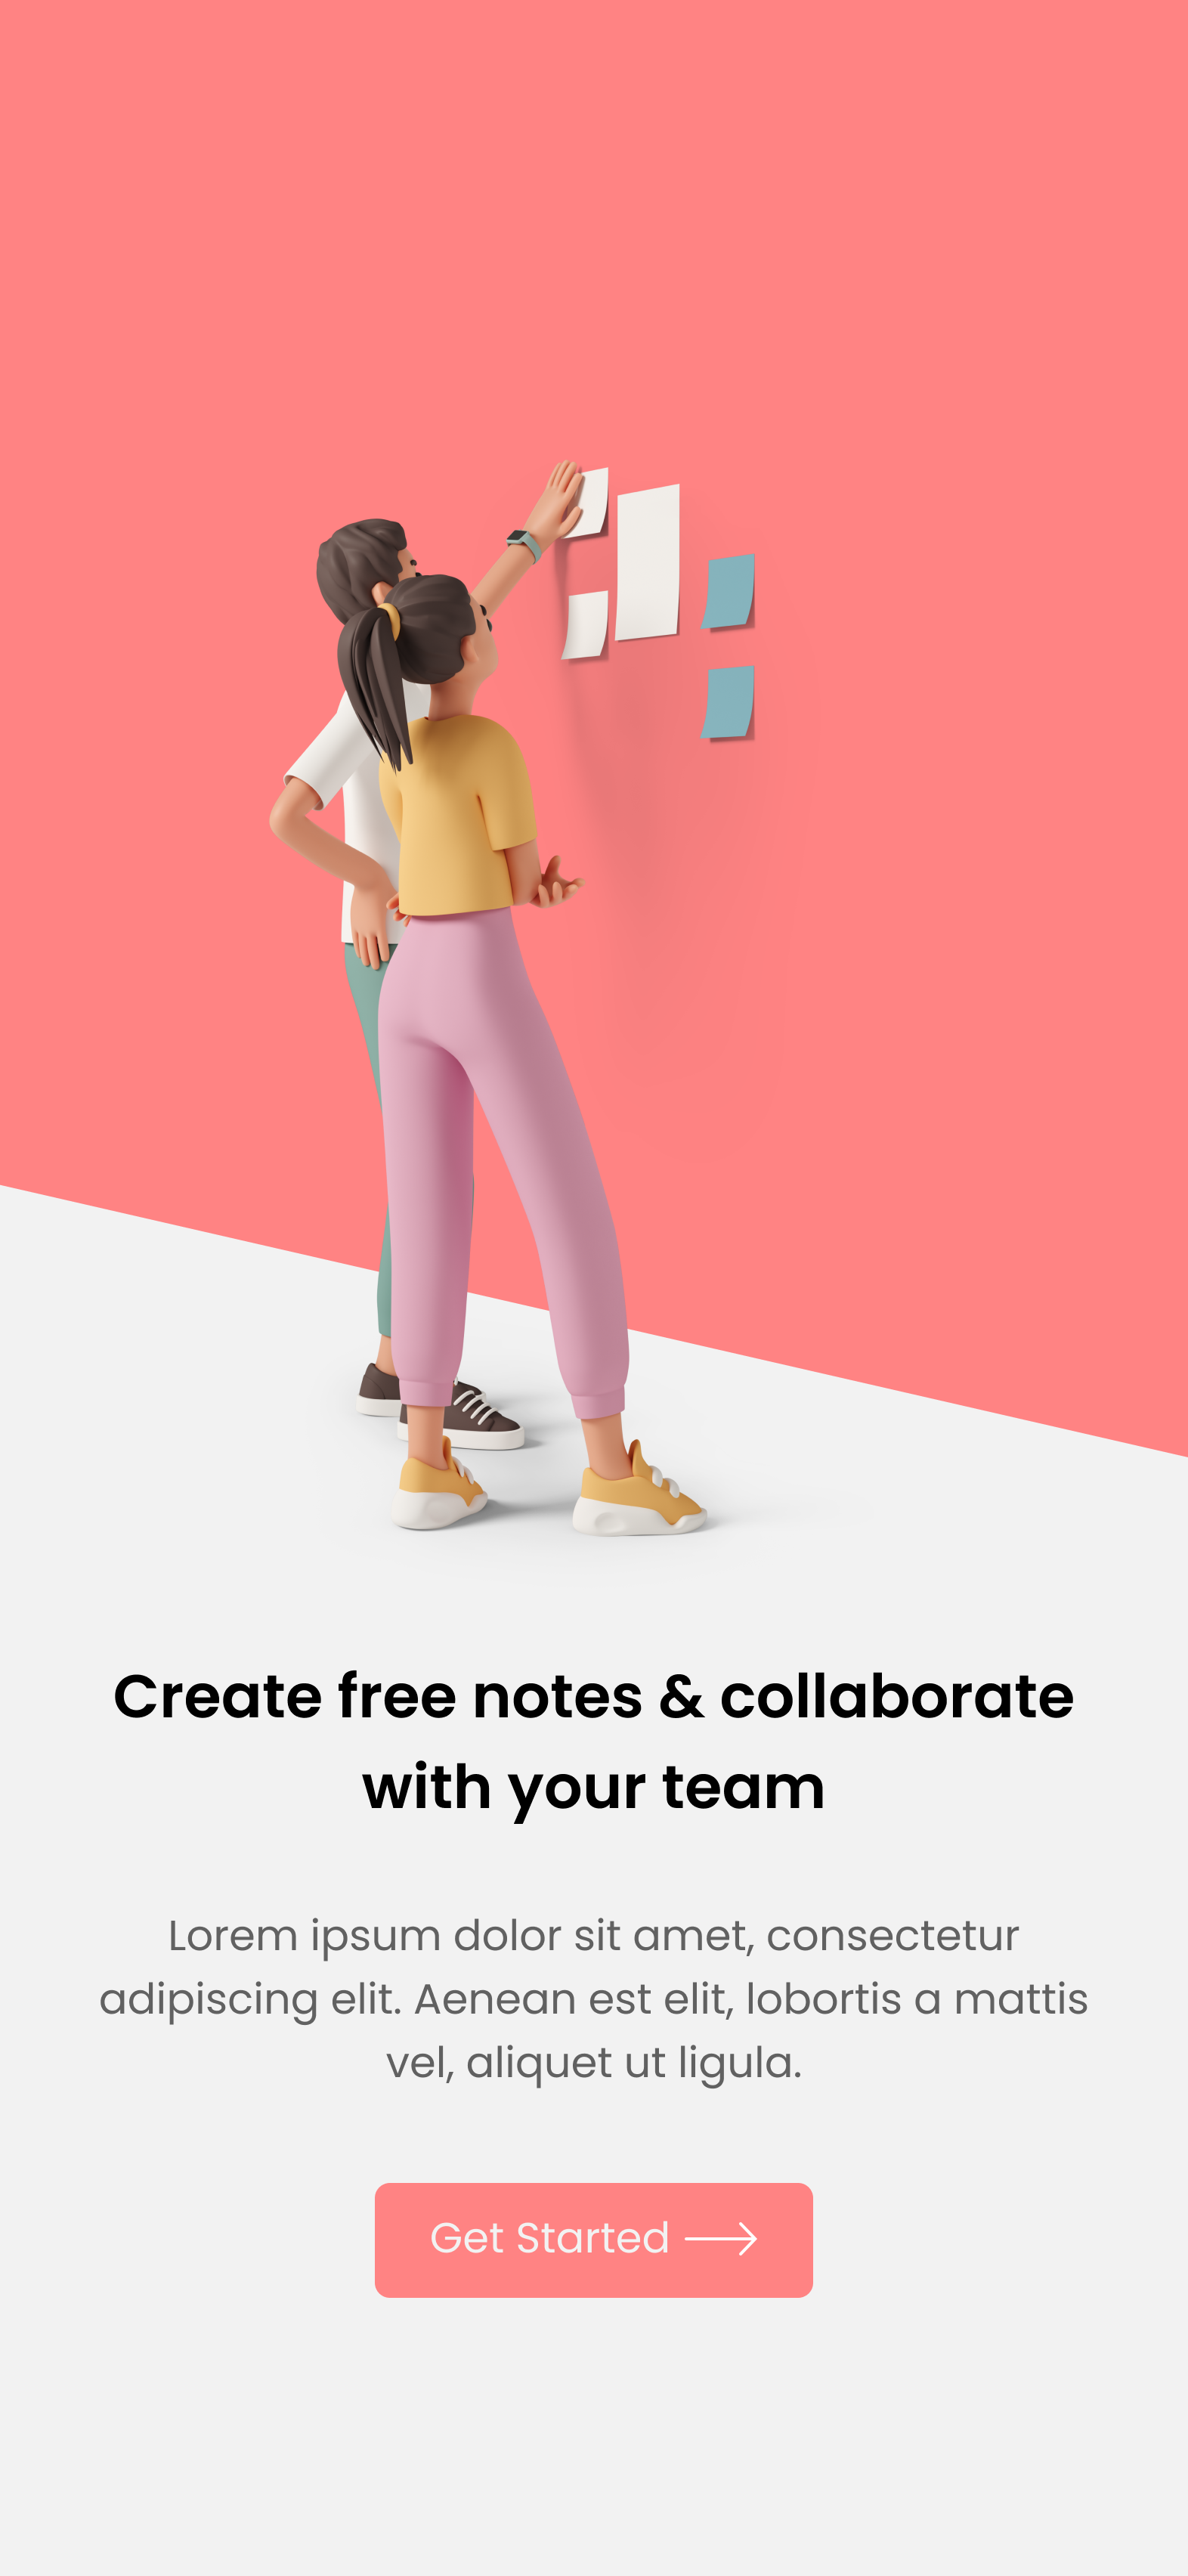 Create free notes & collaborate
with your team
Lorem ipsum dolor sit amet, consectetur
adipiscing elit. Aenean est elit, lobortis a mattis
vel, aliquet ut ligula.
Get Started